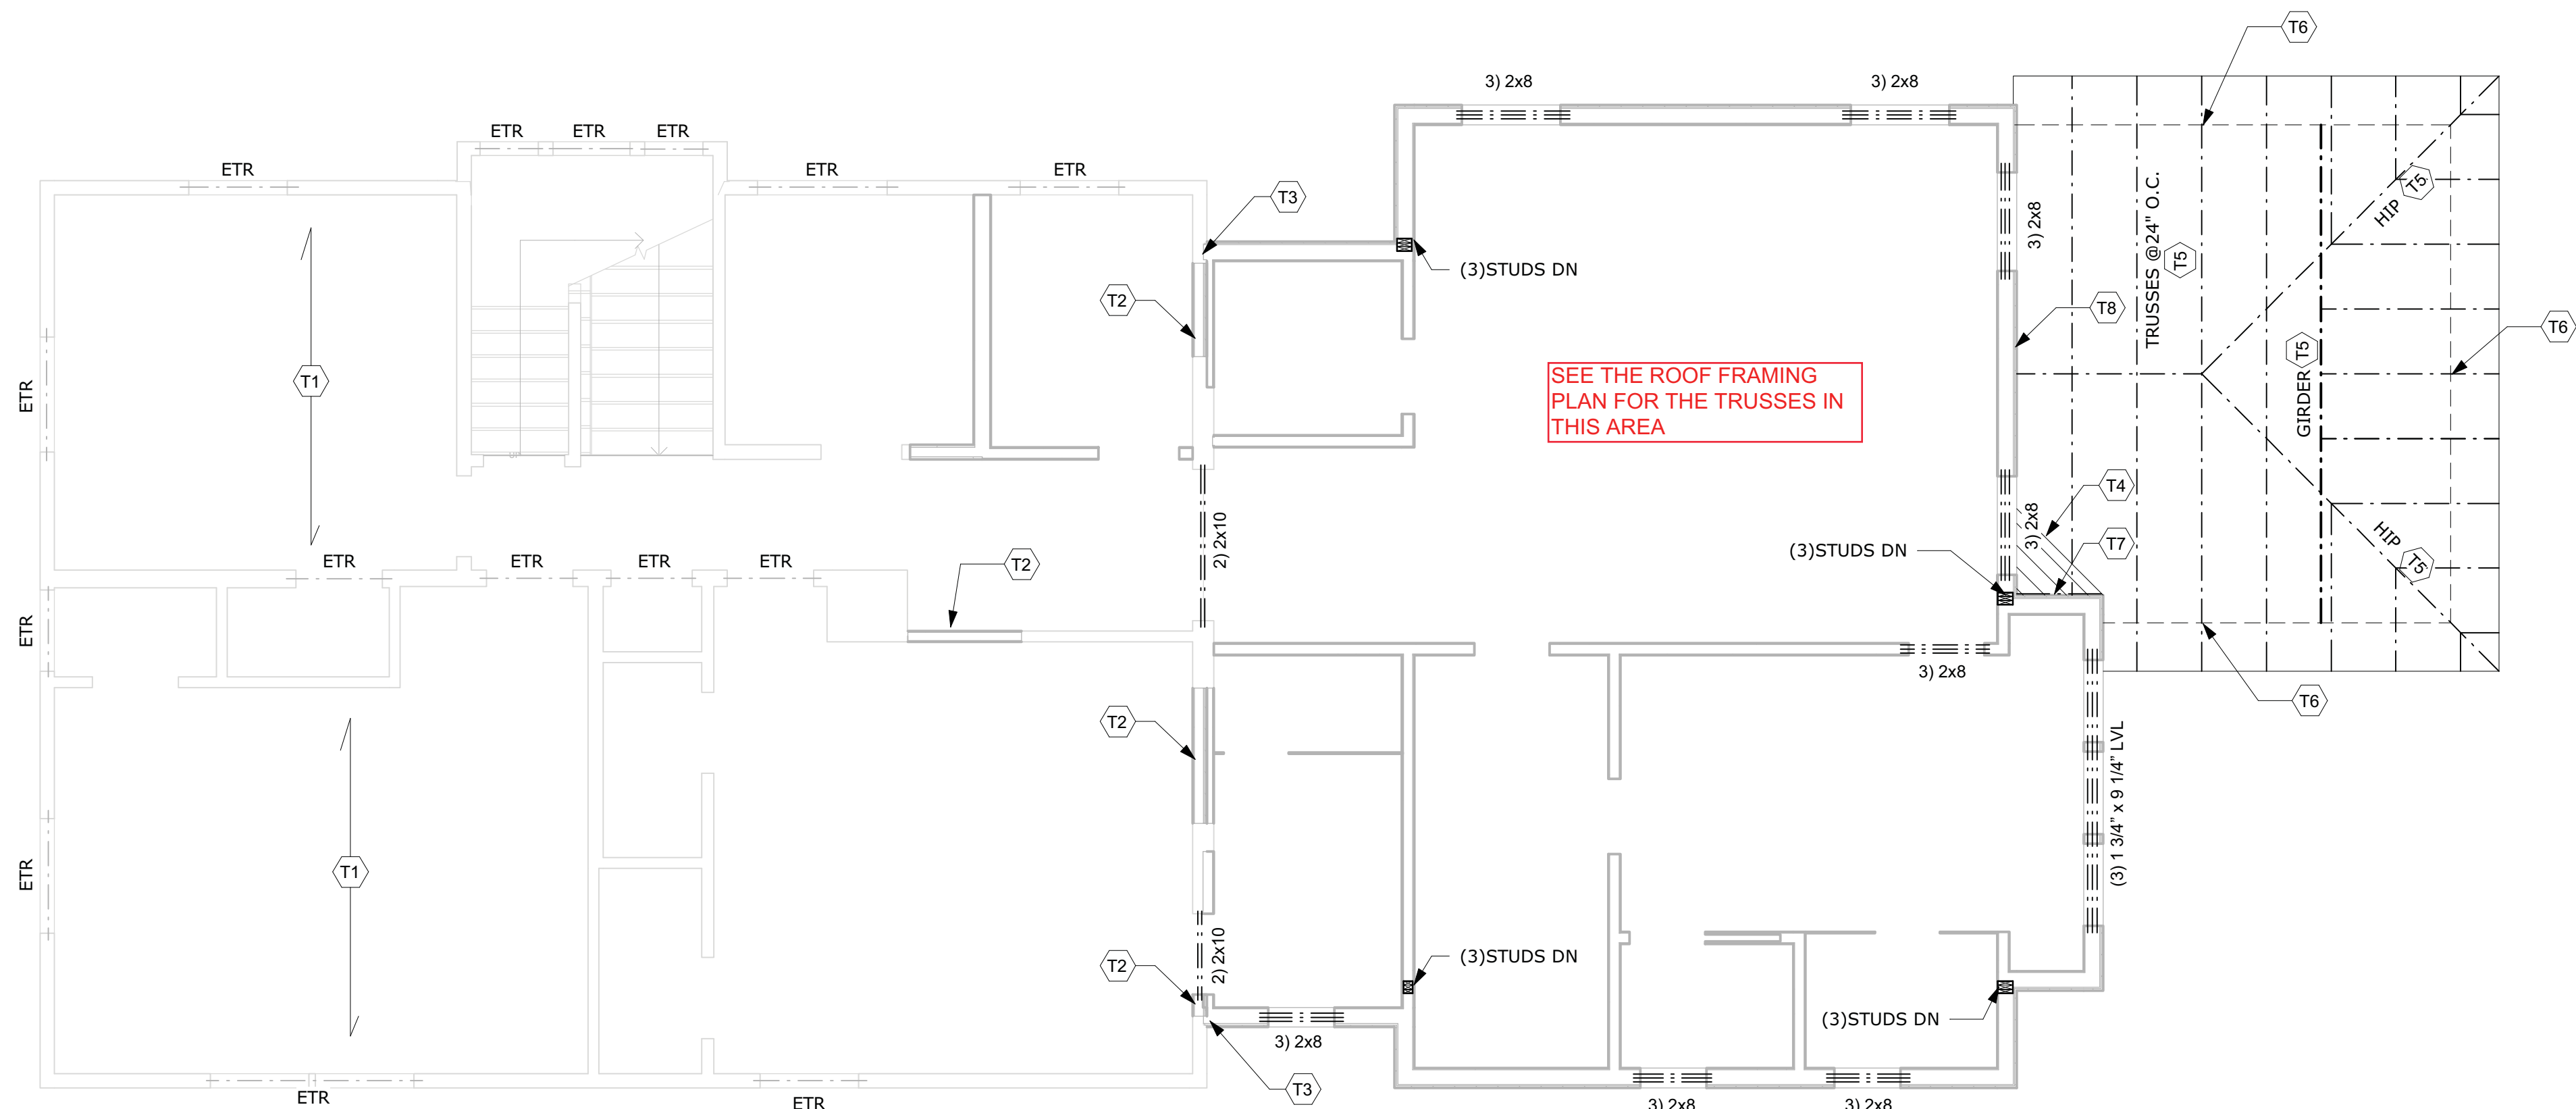 T6
3) 2x8
3) 2x8
ETR
ETR
ETR
ETR
ETR
ETR
T3
T5
HIP
3) 2x8
TRUSSES @24" O.C.
T5
(3)STUDS DN
T2
T8
T6
GIRDER
T5
T1
ETR
SEE THE ROOF FRAMING
PLAN FOR THE TRUSSES IN
THIS AREA
T4
3) 2x8
T7
HIP
T5
2) 2x10
(3)STUDS DN
ETR
ETR
ETR
ETR
T2
ETR
3) 2x8
T6
T2
(3) 1 3/4" x 9 1/4" LVL
T1
ETR
2) 2x10
T2
(3)STUDS DN
(3)STUDS DN
3) 2x8
T3
ETR
ETR
3) 2x8
3) 2x8